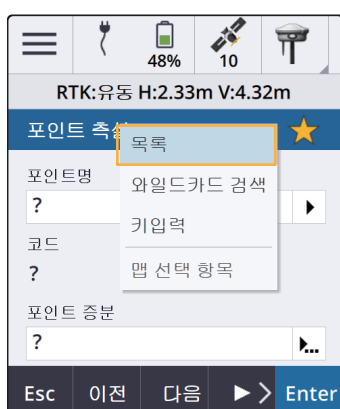 48%
10
RTK:유동 H:2.33m V:4.32m
포인트
목록
포인트명
와일드카드 검색
?
키입력
코드
?
맵 선택 항목
포인트 증분
?
...
Esc 이전 다음 Enter